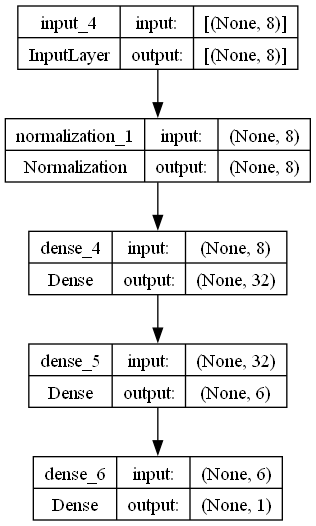 input_4 input: [(None, 8)]
InputLayer output: [(None, 8)]
normalization_1 input: (None, 8)
Normalization output: (None, 8)
dense_4 input: (None, 8)
Dense output: (None, 32)
dense_5 input: (None, 32)
Dense output: (None, 6)
dense_6 input: (None, 6)
Dense output: (None, 1)